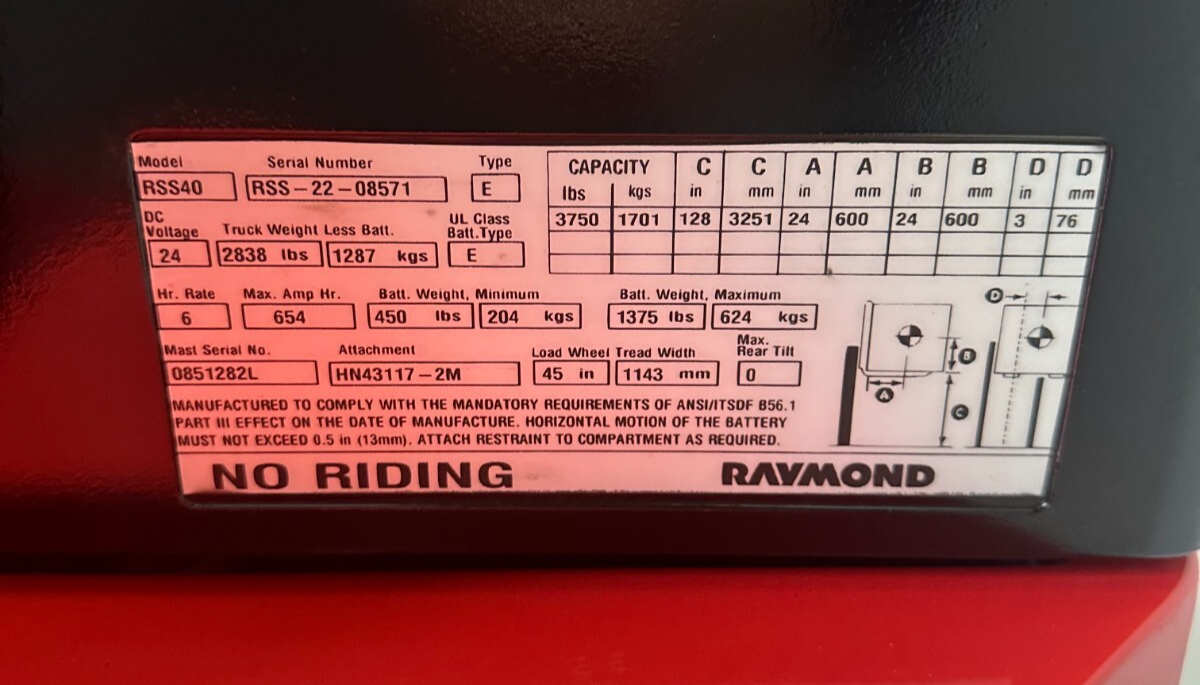 Model Serial Number Type CAPACITY C C A A B B D D
lbs kgs in mm in mm in mm in mm
RSS40 RSS-22-08571 E
3750 1701 128 3251 24 600 24 600 3 76
DC Voltage Truck Weight Less Batt. UL Class Batt. Type
24 2838 lbs 1287 kgs E
Hr. Rate Max. Amp Hr. Batt. Weight, Minimum Batt. Weight, Maximum
6 654 450 lbs 204 kgs 1375 lbs 624 kgs
Mast Serial No. Attachment Load Wheel Tread Width Max. Rear Tilt
0851282L HN43117-2M 45 in 1143 mm 0
D
B
A
C
MANUFACTURED TO COMPLY WITH THE MANDATORY REQUIREMENTS OF ANSI/ITSDF B56.1
PART III EFFECT ON THE DATE OF MANUFACTURE. HORIZONTAL MOTION OF THE BATTERY
MUST NOT EXCEED 0.5 in (13mm). ATTACH RESTRAINT TO COMPARTMENT AS REQUIRED.
NO RIDING RAYMOND